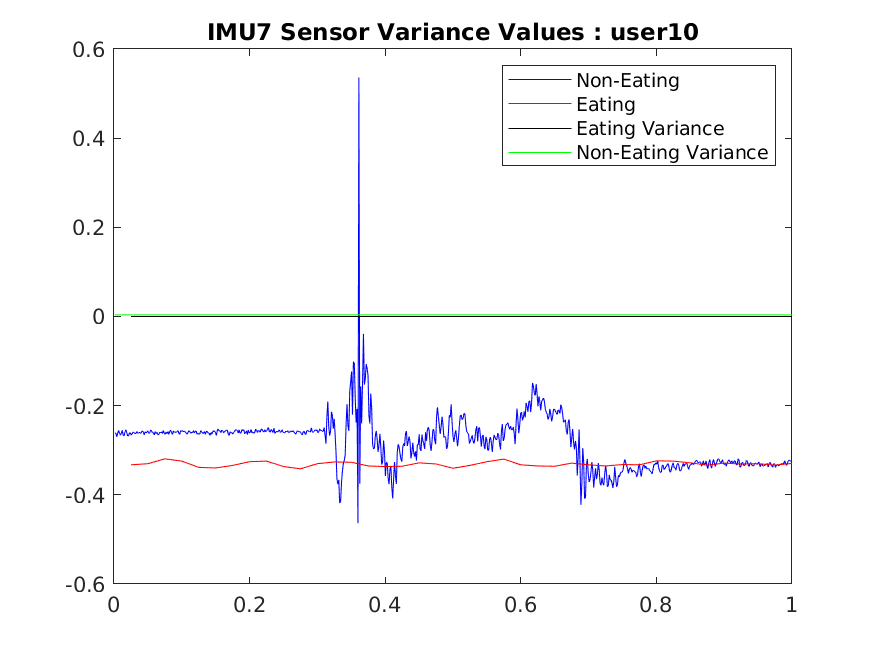 IMU7 Sensor Variance Values : user10
0.6
Non-Eating
Eating
Eating Variance
Non-Eating Variance
0.4
0.2
0
-0.2
-0.4
-0.6
0 0.2 0.4 0.6 0.8 1